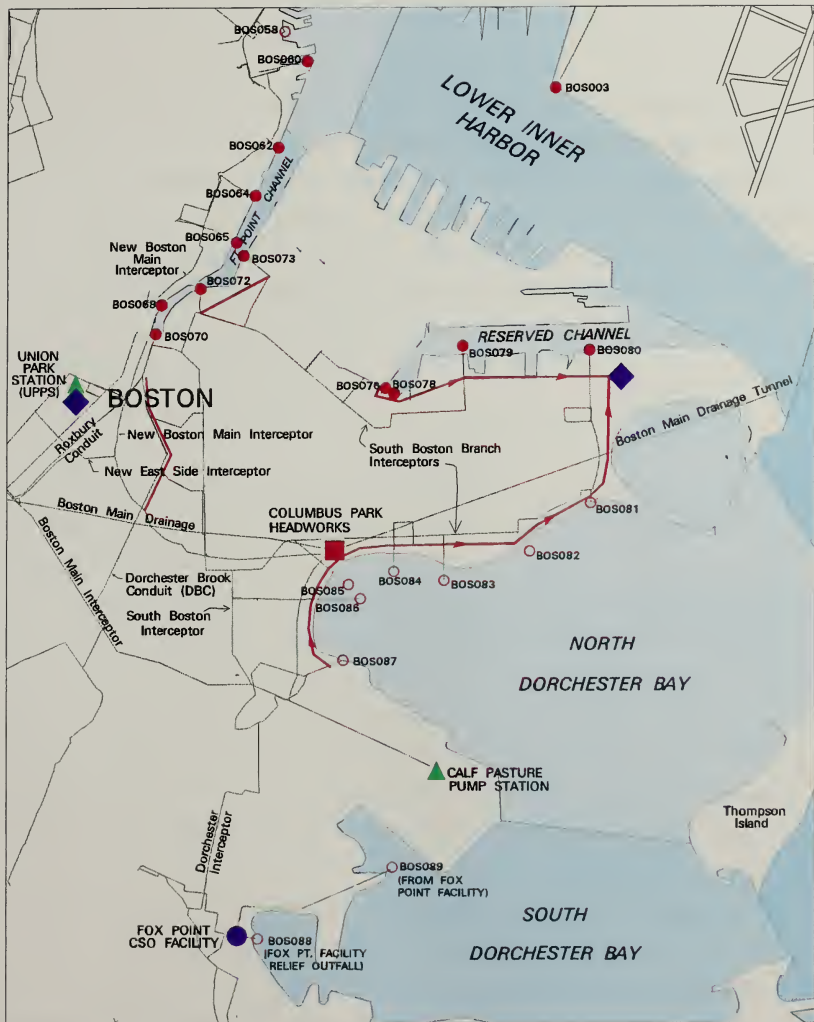 BOS058
BOS060
BOS003
LOWER INNER
HARBOR
BOS062
BOS064
FT POINT CHANNEL
BOS065
BOS073
New Boston
Main
Interceptor
BOS072
BOS068
BOS070
RESERVED CHANNEL
BOS079
BOS080
UNION PARK
STATION
(UPPS)
BOS076
BOS078
BOSTON
Roxbury
Conduit
New Boston Main Interceptor
South Boston Branch
Interceptors
Boston Main Drainage Tunnel
New East Side Interceptor
Boston Main Drainage
COLUMBUS PARK
HEADWORKS
BOS081
BOS082
Boston Main Interceptor
Dorchester Brook
Conduit (DBC)
BOS085
BOS084
BOS083
BOS086
South Boston
Interceptor
NORTH
DORCHESTER BAY
BOS087
CALF PASTURE
PUMP STATION
Thompson
Island
Dorchester
Interceptor
BOS089
(FROM FOX
POINT FACILITY)
FOX POINT
CSO FACILITY
BOS088
(FOX PT. FACILITY
RELIEF OUTFALL)
SOUTH
DORCHESTER BAY